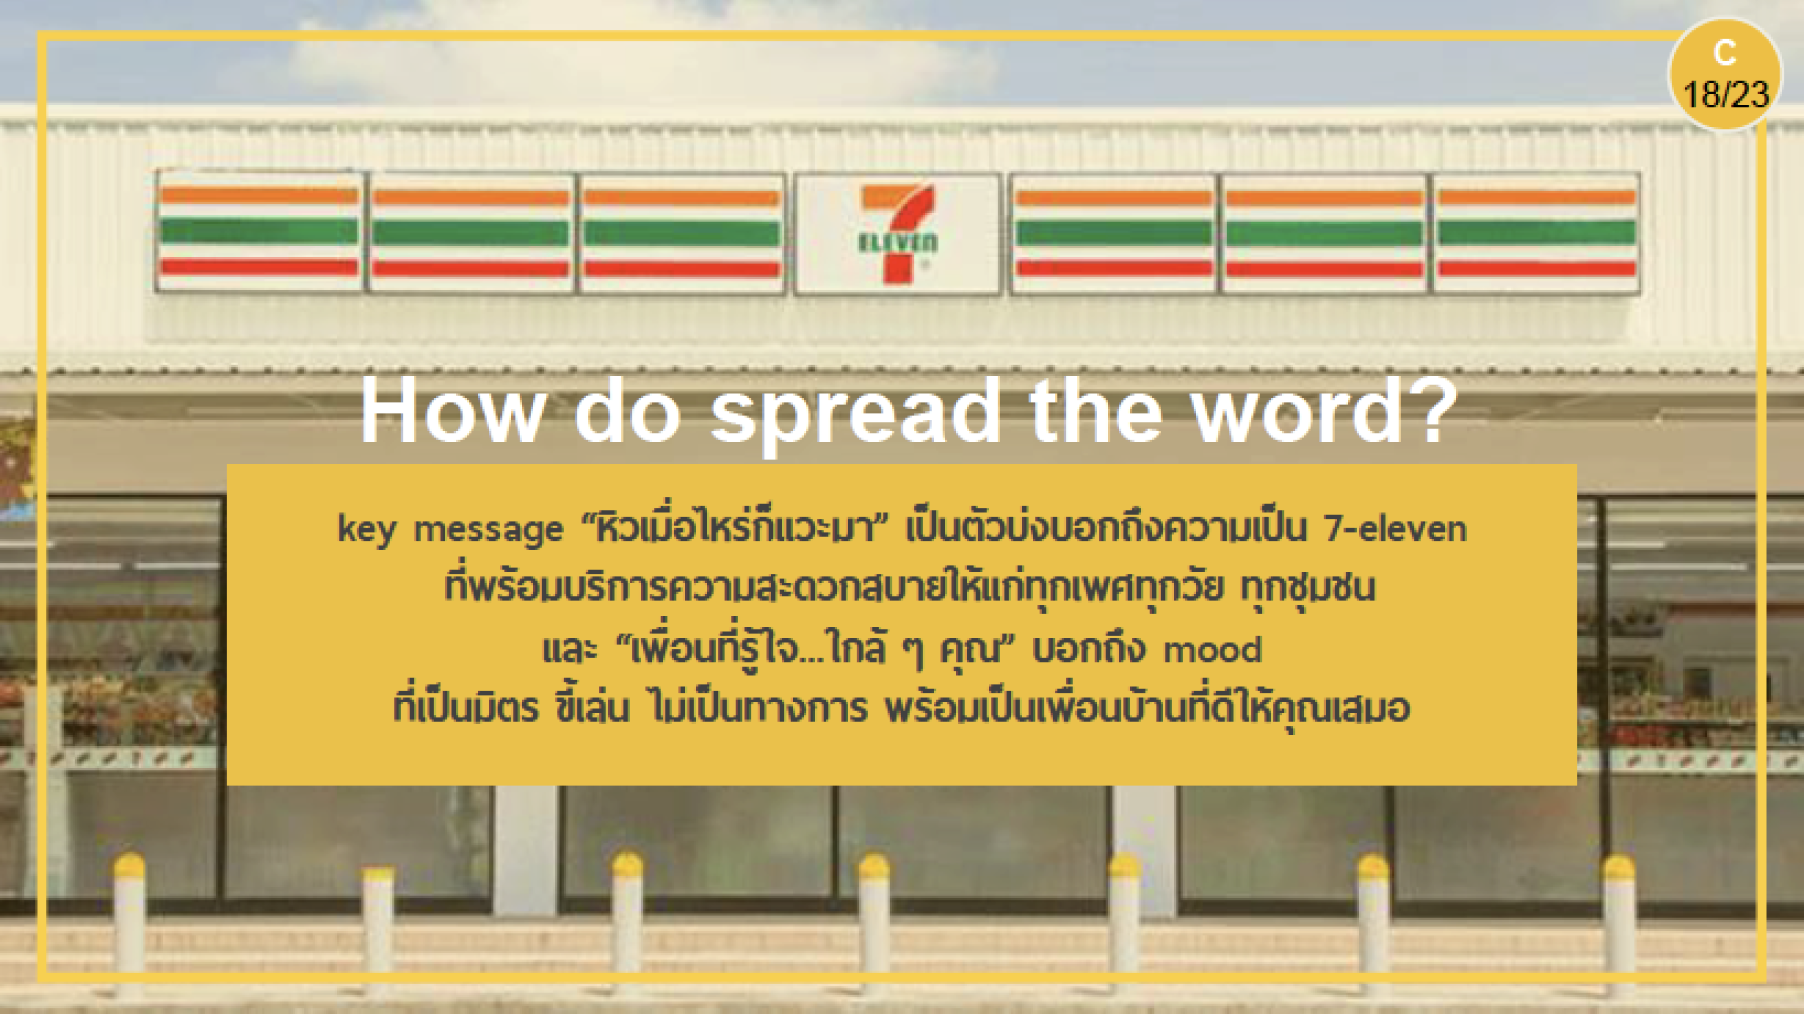 C
18/23
7
ELEVEN
How do spread the word?
key message “หิวเมื่อไหร่ก็แวะมา” เป็นตัวบ่งบอกถึงความเป็น 7-eleven
ที่พร้อมบริการความสะดวกสบายให้แก่ทุกเพศทุกวัย ทุกชุมชน
และ “เพื่อนที่รู้ใจ...ใกล้ ๆ คุณ” บอกถึง mood
ที่เป็นมิตร ขี้เล่น ไม่เป็นทางการ พร้อมเป็นเพื่อนบ้านที่ดีให้คุณเสมอ